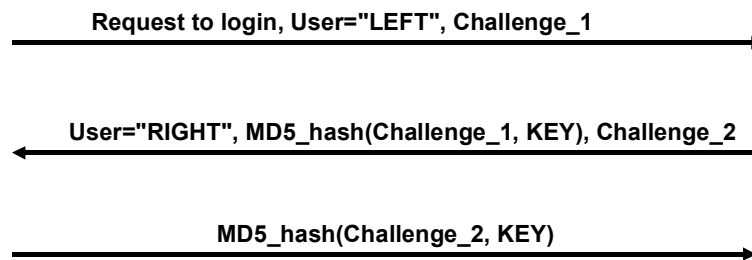 Request to login, User="LEFT", Challenge_1
User="RIGHT", MD5_hash(Challenge_1, KEY), Challenge_2
MD5_hash(Challenge_2, KEY)